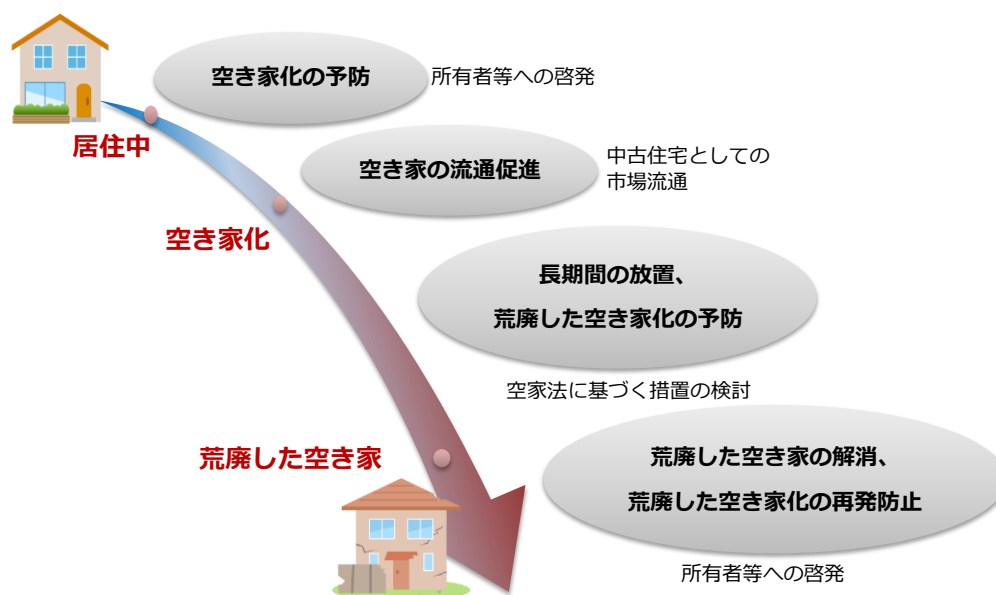 空き家化の予防
所有者等への啓発
居住中
空き家の流通促進
中古住宅としての
市場流通
空き家化
長期間の放置、
荒廃した空き家化の予防
空家法に基づく措置の検討
荒廃した空き家
荒廃した空き家の解消、
荒廃した空き家化の再発防止
所有者等への啓発